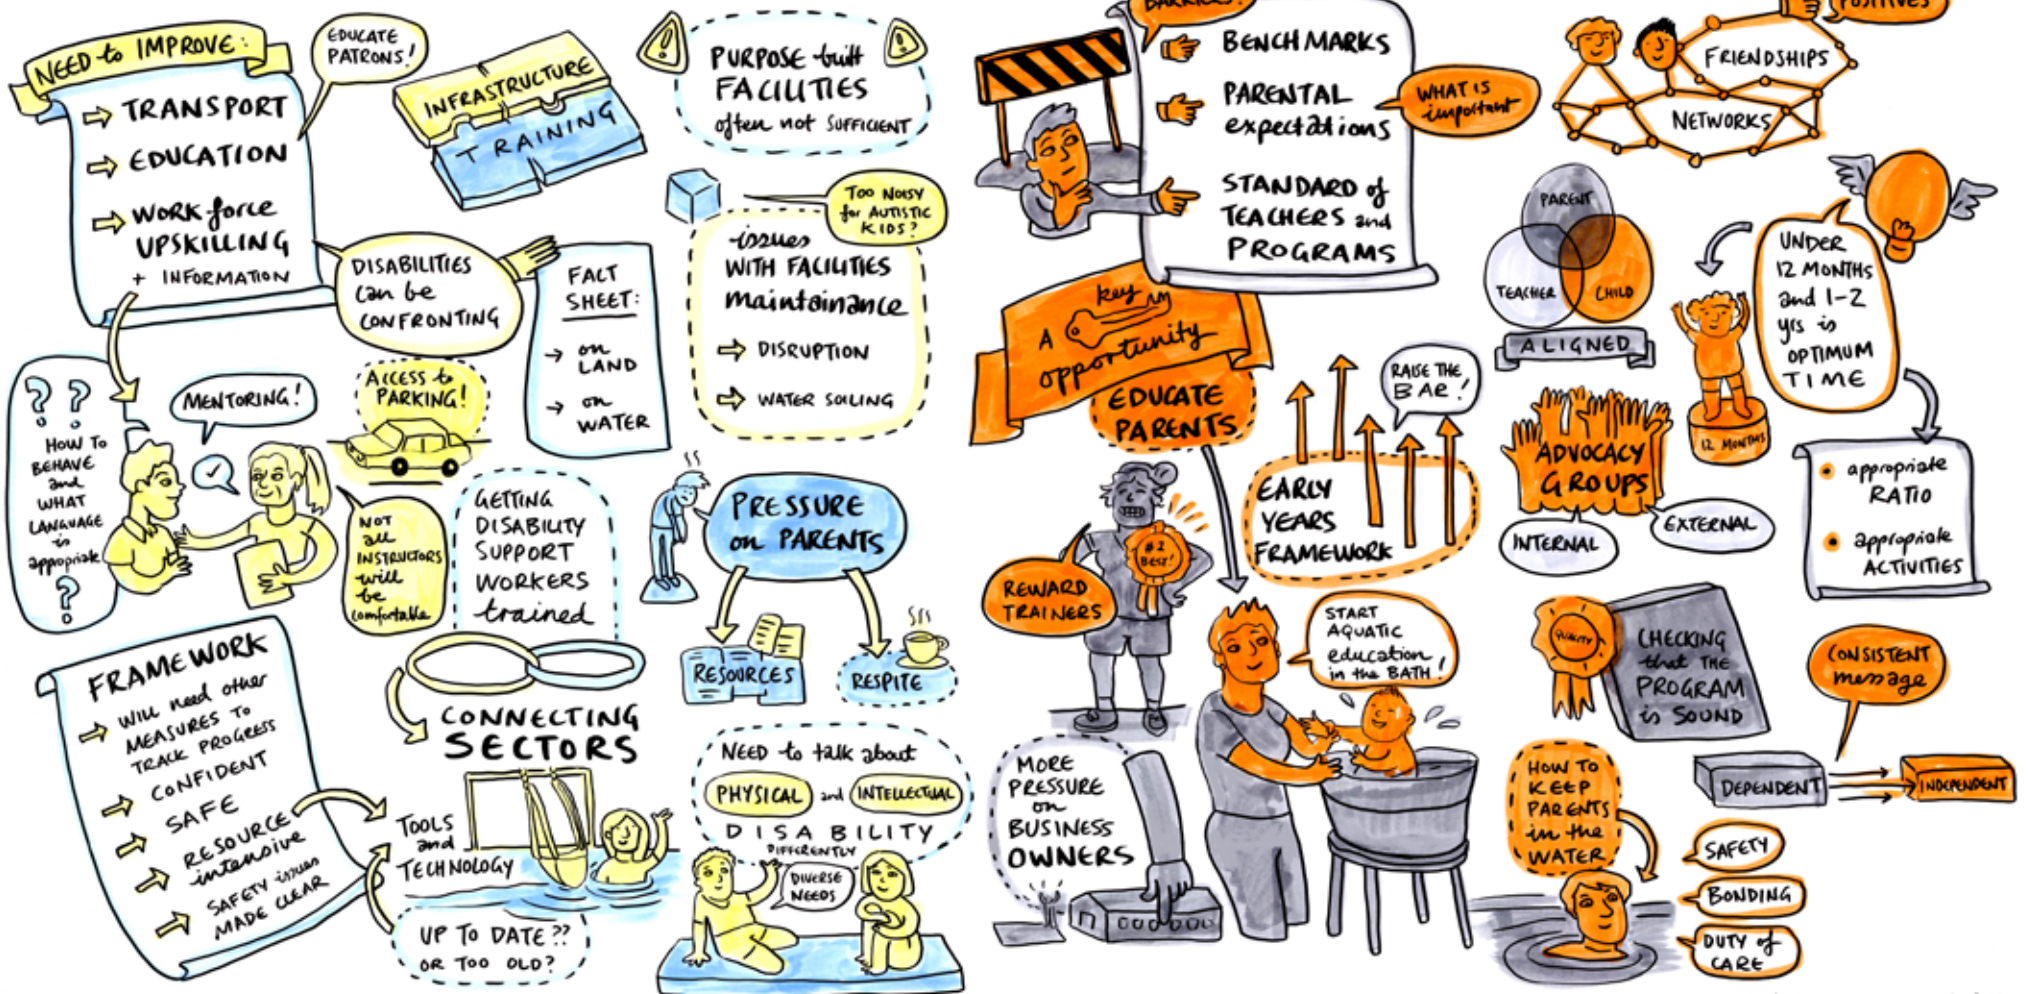 NEED to IMPROVE:
TRANSPORT
EDUCATION
WORK force
UPSKILLING
+ INFORMATION
EDUCATE
PATRONS!
INFRASTRUCTURE
TRAINING
PURPOSE built
FACILITIES
often not SUFFICIENT
TOO NOISY
for AUTISTIC
KIDS?
issues
WITH FACILITIES
maintainance
DISRUPTION
WATER SOILING
DISABILITIES
can be
CONFRONTING
FACT
SHEET:
on
LAND
on
WATER
? ?
HOW TO
BEHAVE
and
WHAT
LANGUAGE
is
appropriate
?
MENTORING!
ACCESS to
PARKING!
NOT
all
INSTRUCTORS
will
be
comfortable
GETTING
DISABILITY
SUPPORT
WORKERS
trained
CONNECTING
SECTORS
PRESSURE
on PARENTS
RESOURCES
RESPITE
FRAMEWORK
WILL need other
MEASURES TO
TRACK PROGRESS
CONFIDENT
SAFE
RESOURCE
intensive
SAFETY issues
MADE CLEAR
TOOLS
and
TECHNOLOGY
UP TO DATE??
OR TOO OLD?
NEED to talk about
PHYSICAL and INTELLECTUAL
DISABILITY
DIFFERENTLY
DIVERSE
NEEDS
BARRIERS!
BENCHMARKS
PARENTAL
expectations
STANDARD of
TEACHERS and
PROGRAMS
WHAT IS
important
A key
opportunity
EDUCATE
PARENTS
RAISE THE
BAR!
EARLY
YEARS
FRAMEWORK
REWARD
TRAINERS
#1
BEST!
START
AQUATIC
education
in the BATH!
MORE
PRESSURE
on
BUSINESS
OWNERS
POSITIVES
FRIENDSHIPS
NETWORKS
PARENT
TEACHER
CHILD
ALIGNED
UNDER
12 MONTHS
and 1-2
yrs is
OPTIMUM
TIME
12 MONTHS
appropriate
RATIO
appropriate
ACTIVITIES
ADVOCACY
GROUPS
INTERNAL
EXTERNAL
QUALITY
CHECKING
that THE
PROGRAM
is SOUND
CONSISTENT
message
DEPENDENT
INDEPENDENT
HOW TO
KEEP
PARENTS
in the
WATER
SAFETY
BONDING
DUTY of
CARE